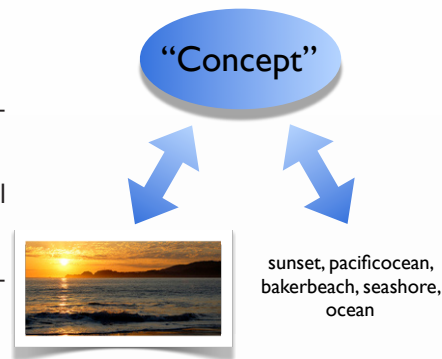 “Concept”
l
sunset, pacificocean,
bakerbeach, seashore,
ocean